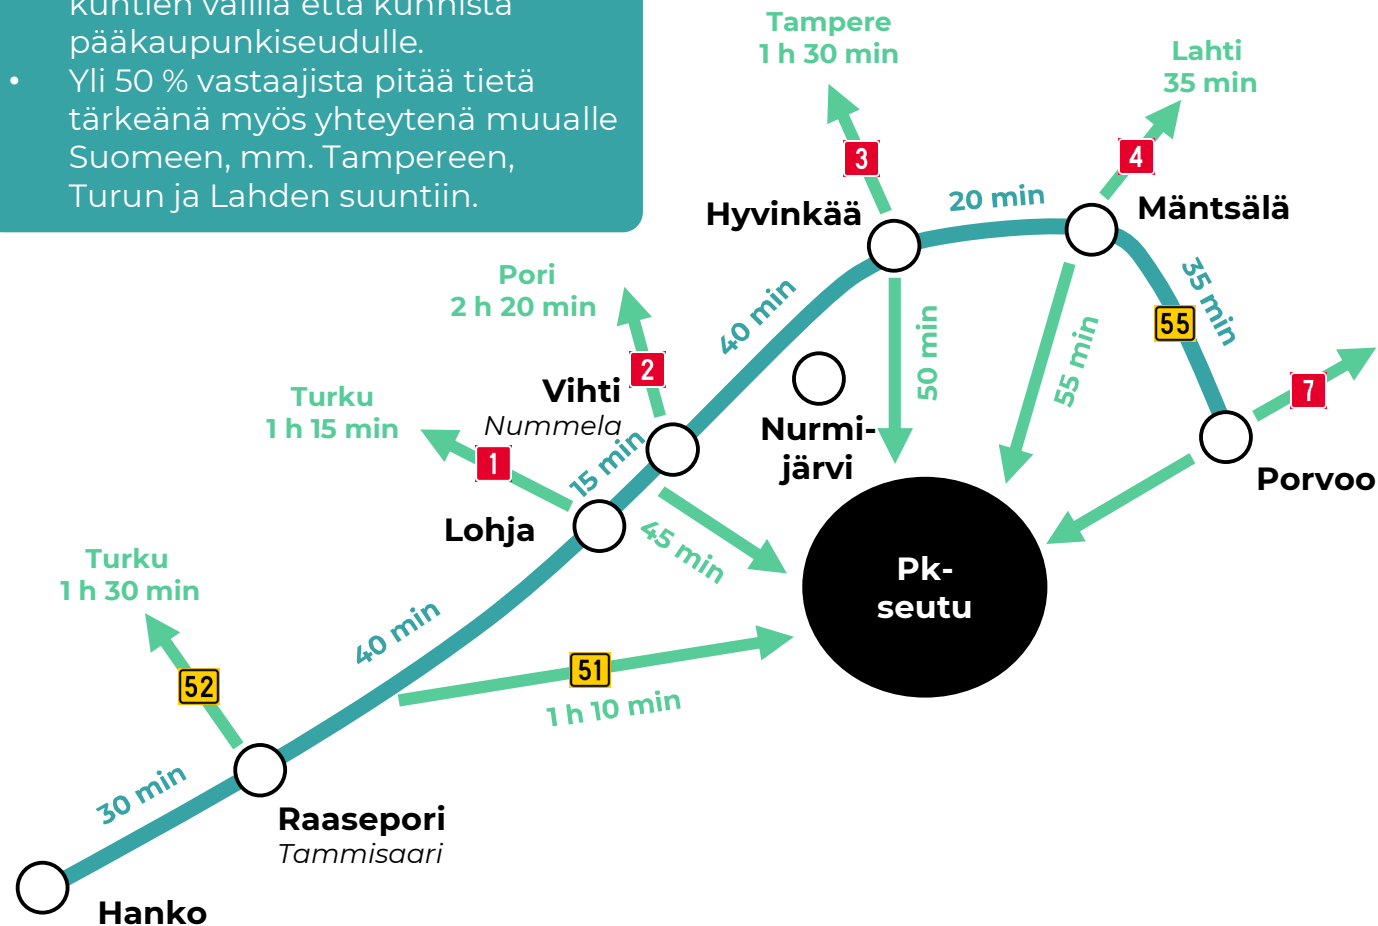 kuntien välillä että kunnista
pääkaupunkiseudulle.
• Yli 50 % vastaajista pitää tietä
tärkeänä myös yhteytenä muualle
Suomeen, mm. Tampereen,
Turun ja Lahden suuntiin.
Tampere
1 h 30 min
Lahti
35 min
3
4
20 min
Hyvinkää
Mäntsälä
Pori
2 h 20 min
40 min
35 min
55
50 min
55 min
2
7
Vihti
Nummela
Turku
1 h 15 min
1
15 min
Nurmi-
järvi
Porvoo
Lohja
45 min
Pk-
seutu
Turku
1 h 30 min
40 min
52
51
1 h 10 min
30 min
Raasepori
Tammisaari
Hanko